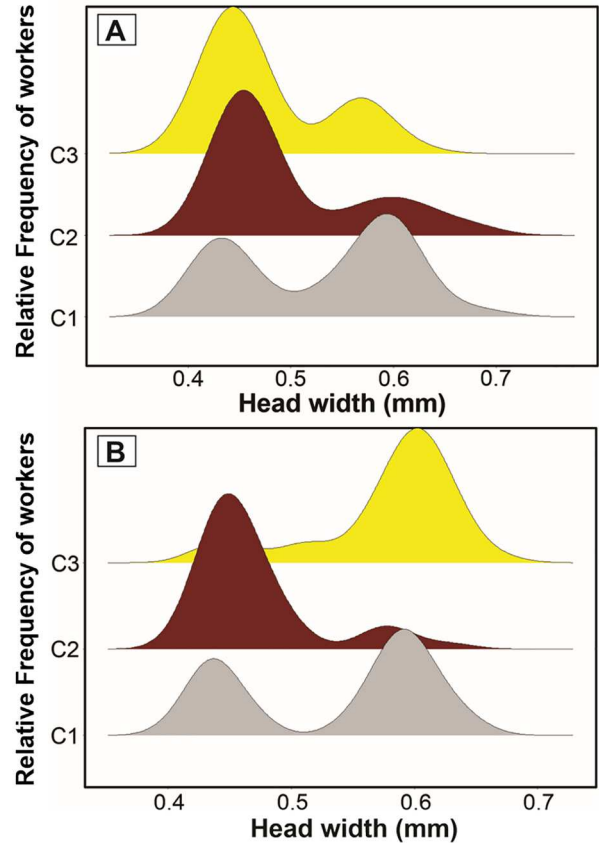 A
Relative Frequency of workers
C3
C2
C1
0.4 0.5 0.6 0.7
Head width (mm)
B
Relative Frequency of workers
C3
C2
C1
0.4 0.5 0.6 0.7
Head width (mm)